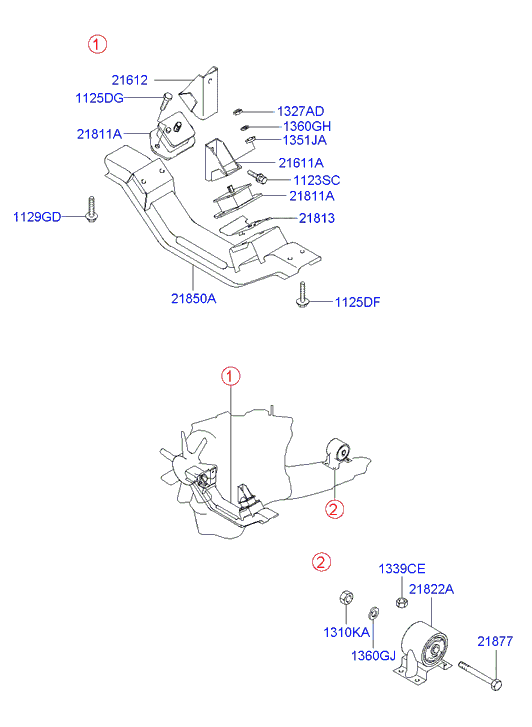 1
21612
1125DG
1327AD
1360GH
21811A
1351JA
21611A
1123SC
21811A
1129GD
21813
21850A
1125DF
1
2
2
1339CE
21822A
1310KA
21877
1360GJ